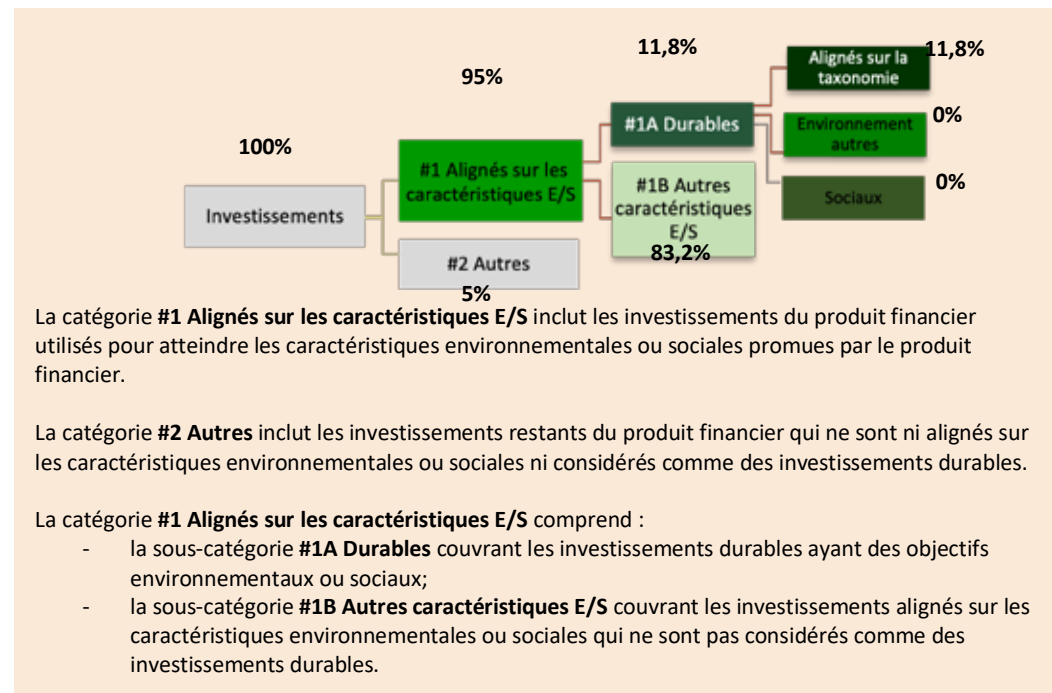 11,8%
11,8%
Alignés sur la
taxonomie
95%
#1A Durables
0%
Environnement
autres
100%
#1 Alignés sur les
caractéristiques E/S
#1B Autres
caractéristiques
E/S
83,2%
0%
Sociaux
Investissements
#2 Autres
5%
La catégorie #1 Alignés sur les caractéristiques E/S inclut les investissements du produit financier
utilisés pour atteindre les caractéristiques environnementales ou sociales promues par le produit
financier.
La catégorie #2 Autres inclut les investissements restants du produit financier qui ne sont ni alignés sur
les caractéristiques environnementales ou sociales ni considérés comme des investissements durables.
La catégorie #1 Alignés sur les caractéristiques E/S comprend :
- la sous-catégorie #1A Durables couvrant les investissements durables ayant des objectifs
environnementaux ou sociaux;
- la sous-catégorie #1B Autres caractéristiques E/S couvrant les investissements alignés sur les
caractéristiques environnementales ou sociales qui ne sont pas considérés comme des
investissements durables.